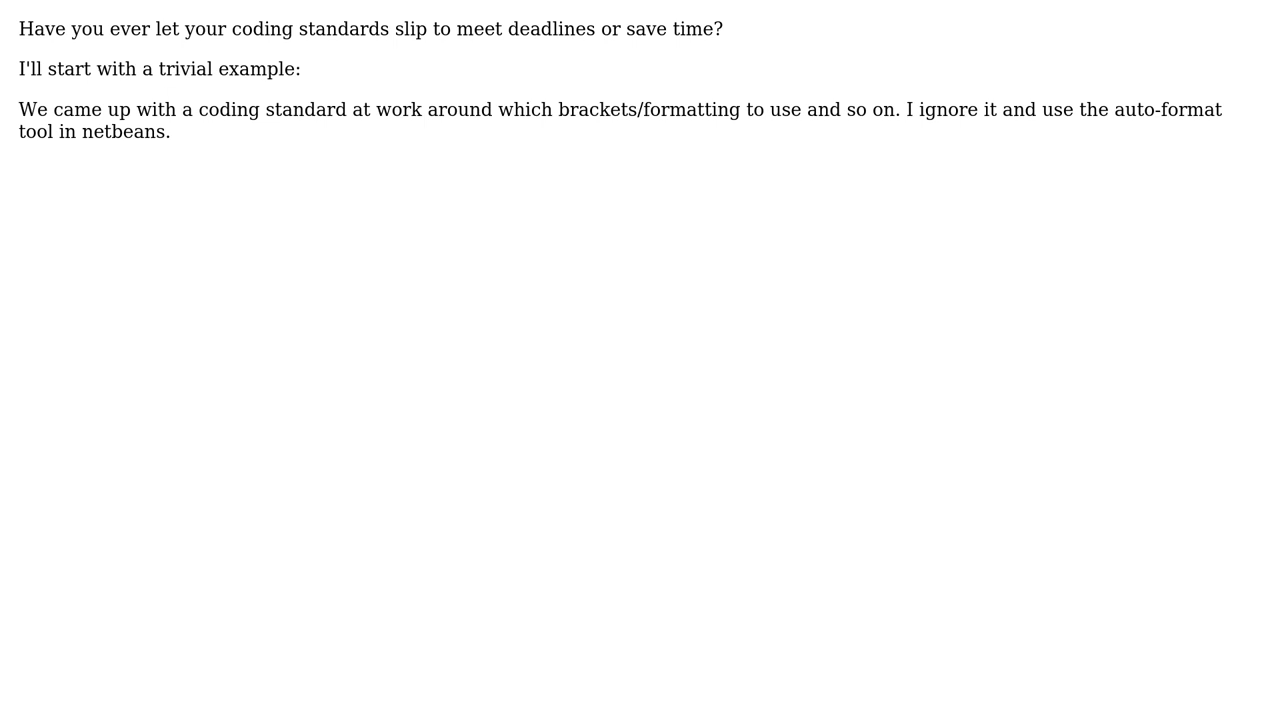 Have you ever let your coding standards slip to meet deadlines or save time?
I'll start with a trivial example:
We came up with a coding standard at work around which brackets/formatting to use and so on. I ignore it and use the auto-format
tool in netbeans.